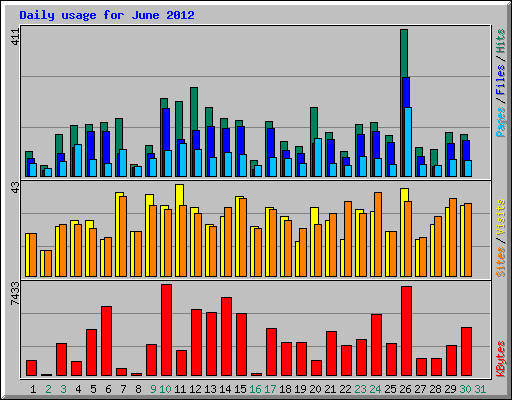 Daily usage for June 2012
411
Pages / Files / Hits
43
Sites / Visits
7433
KBytes
1 2 3 4 5 6 7 8 9 10 11 12 13 14 15 16 17 18 19 20 21 22 23 24 25 26 27 28 29 30 31